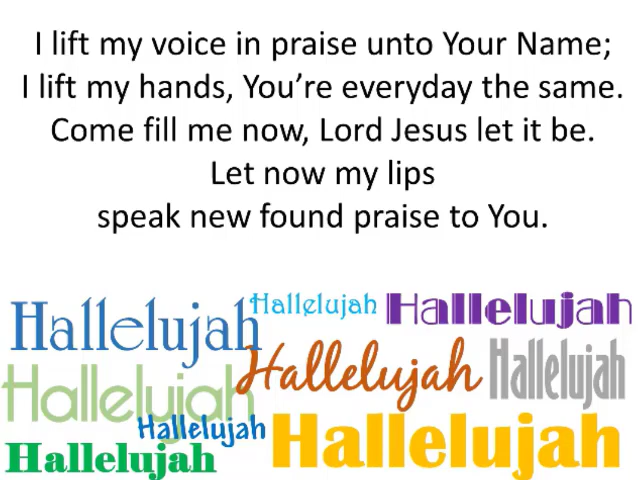 I lift my voice in praise unto Your Name;
I lift my hands, You’re everyday the same.
Come fill me now, Lord Jesus let it be.
Let now my lips
speak new found praise to You.
Hallelujah
Hallelujah
Hallelujah
Hallelujah
Hallelujah
Hallelujah
Hallelujah
Hallelujah
Hallelujah